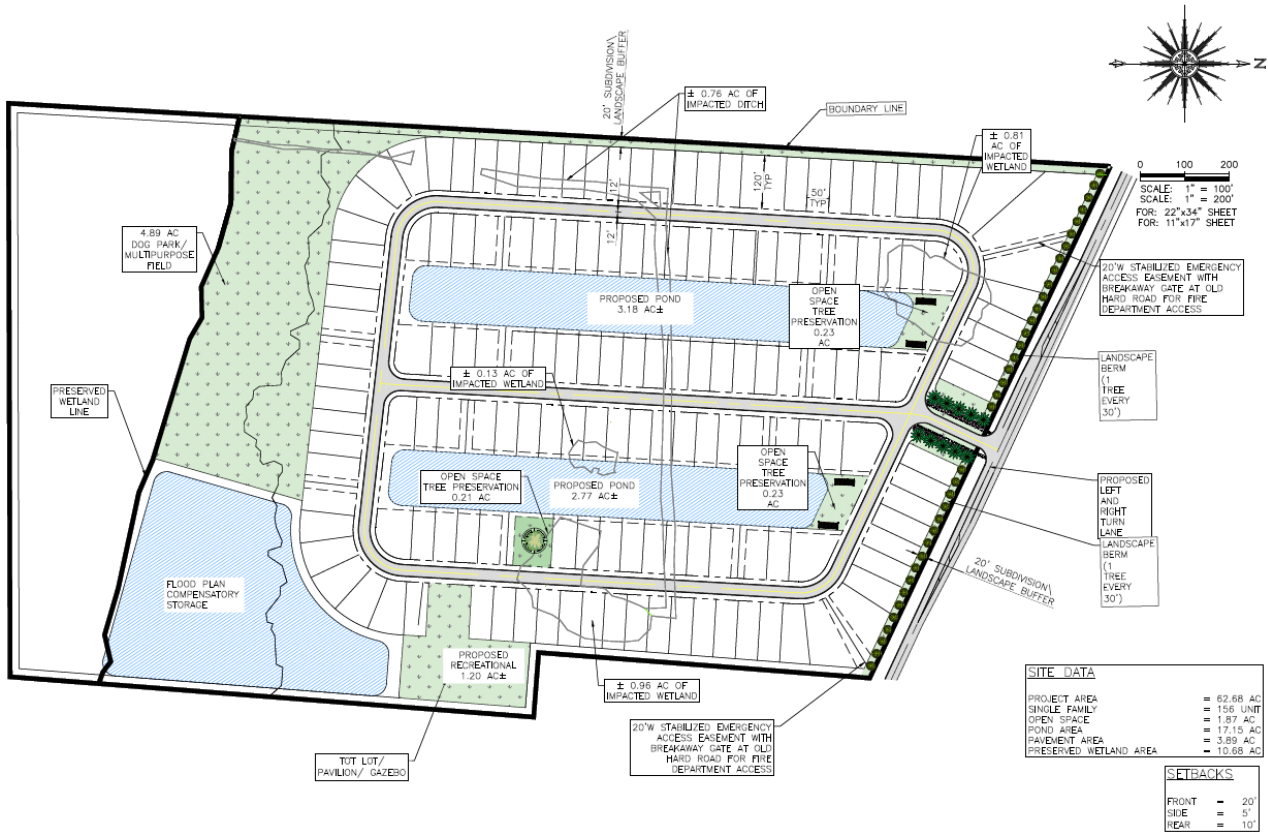 20' SUBDIVISION\
LANDSCAPE BUFFER
± 0.76 AC OF
IMPACTED DITCH
BOUNDARY LINE
± 0.81
AC OF
IMPACTED
WETLAND
N
0 100 200
SCALE: 1" = 100'
SCALE: 1" = 200'
FOR: 22"x34" SHEET
FOR: 11"x17" SHEET
12'
12'
120'
TYP
50'
TYP
4.89 AC
DOG PARK/
MULTIPURPOSE
FIELD
20'W STABILIZED EMERGENCY
ACCESS EASEMENT WITH
BREAKAWAY GATE AT OLD
HARD ROAD FOR FIRE
DEPARTMENT ACCESS
PROPOSED POND
3.18 AC±
OPEN
SPACE
TREE
PRESERVATION
0.23
AC
LANDSCAPE
BERM
(1
TREE
EVERY
30')
± 0.13 AC OF
IMPACTED WETLAND
PRESERVED
WETLAND
LINE
OPEN SPACE
TREE PRESERVATION
0.21 AC
PROPOSED POND
2.77 AC±
OPEN
SPACE
TREE
PRESERVATION
0.23
AC
PROPOSED
LEFT
AND
RIGHT
TURN
LANE
LANDSCAPE
BERM
(1
TREE
EVERY
30')
20' SUBDIVISION\
LANDSCAPE BUFFER
FLOOD PLAN
COMPENSATORY
STORAGE
PROPOSED
RECREATIONAL
1.20 AC±
± 0.96 AC OF
IMPACTED WETLAND
20'W STABILIZED EMERGENCY
ACCESS EASEMENT WITH
BREAKAWAY GATE AT OLD
HARD ROAD FOR FIRE
DEPARTMENT ACCESS
TOT LOT/
PAVILION/ GAZEBO
SITE DATA
PROJECT AREA = 62.68 AC
SINGLE FAMILY = 156 UNIT
OPEN SPACE = 1.87 AC
POND AREA = 17.15 AC
PAVEMENT AREA = 3.89 AC
PRESERVED WETLAND AREA = 10.68 AC
SETBACKS
FRONT = 20'
SIDE = 5'
REAR = 10'